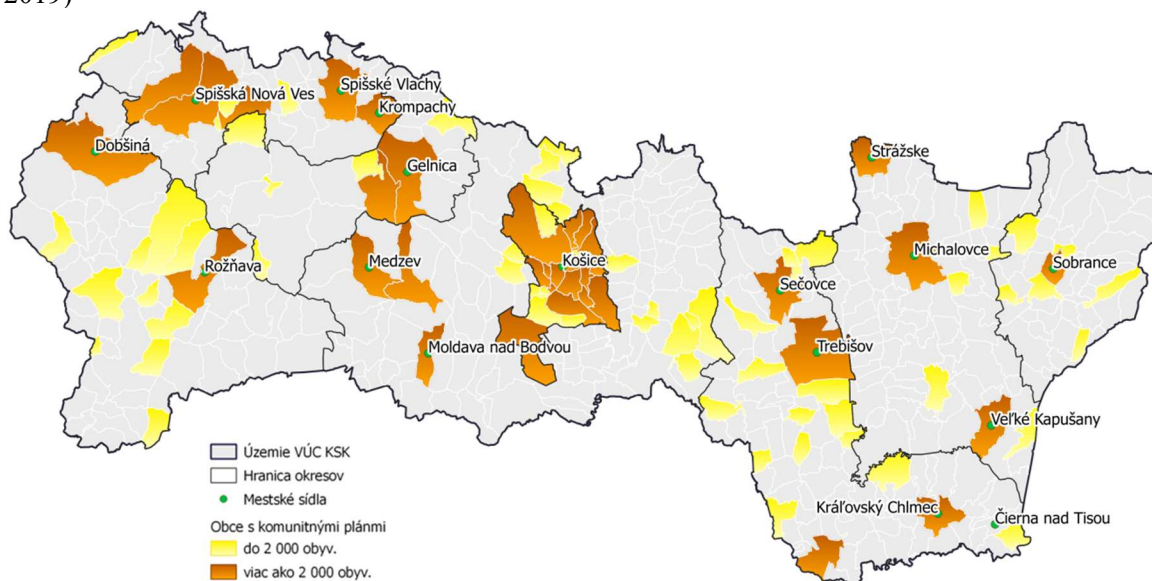 2019)
Spišské Vlachy
Spišská Nová Ves
Krompachy
Dobšiná
Gelnica
Strážske
Michalovce
Sobrance
Rožňava
Medzev
Košice
Sečovce
Moldava nad Bodvou
Trebišov
Veľké Kapušany
Kráľovský Chlmec
Čierna nad Tisou
Územie VÚC KSK
Hranica okresov
Mestské sídla
Obce s komunitnými plánmi
do 2 000 obyv.
viac ako 2 000 obyv.